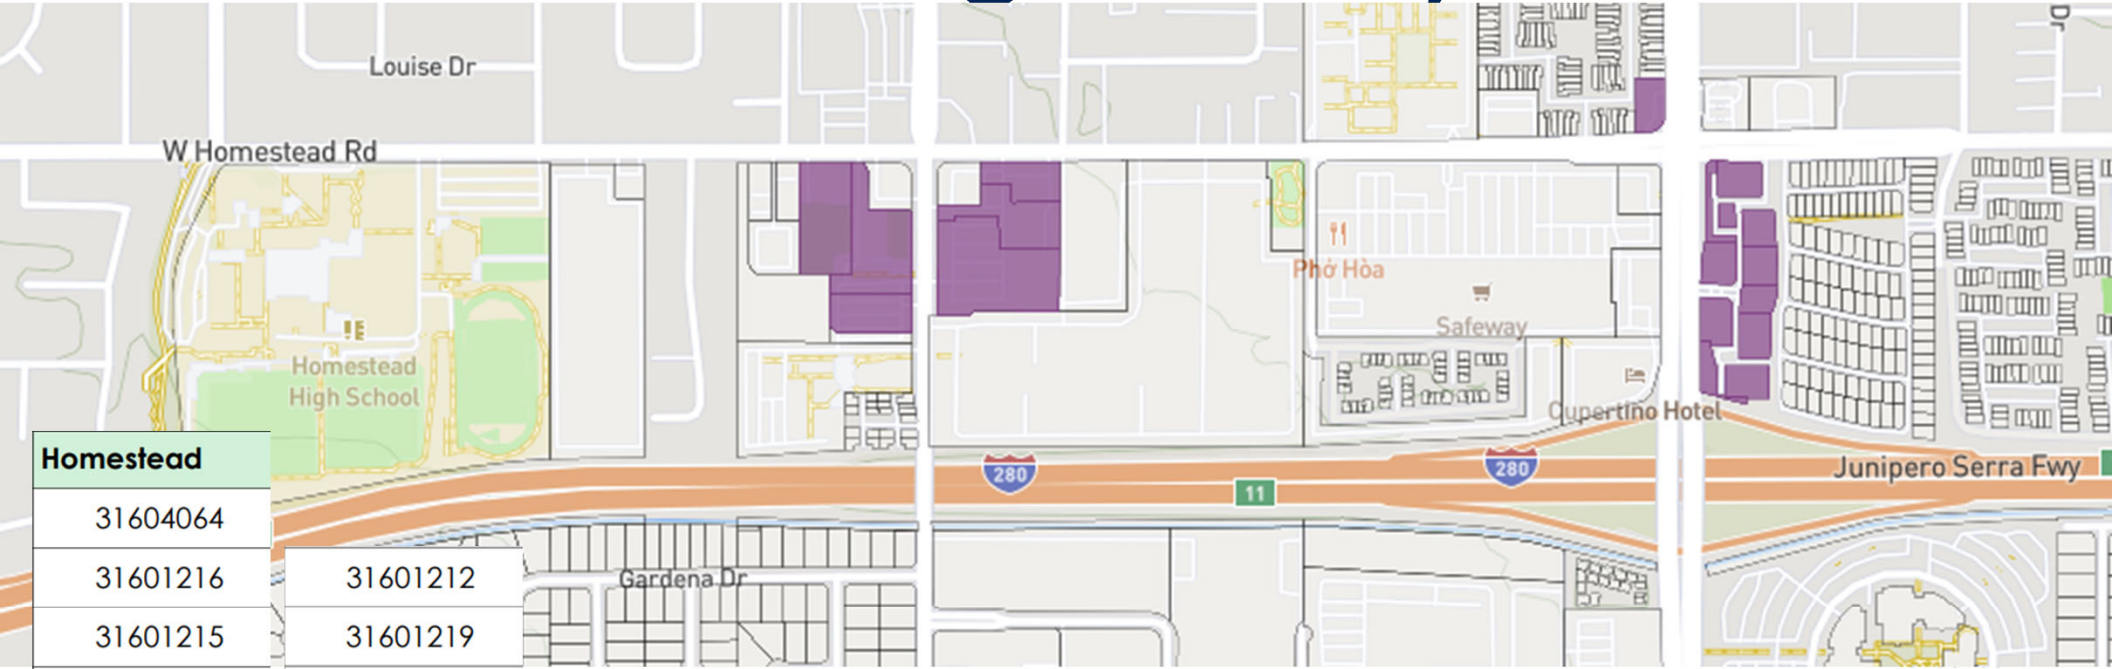 Dr
Louise Dr
W Homestead Rd
Phở Hòa
Safeway
Homestead
High School
Cupertino Hotel
280
280
11
Junipero Serra Fwy
Gardena Dr
Homestead
31604064
31601216
31601215
31601212
31601219